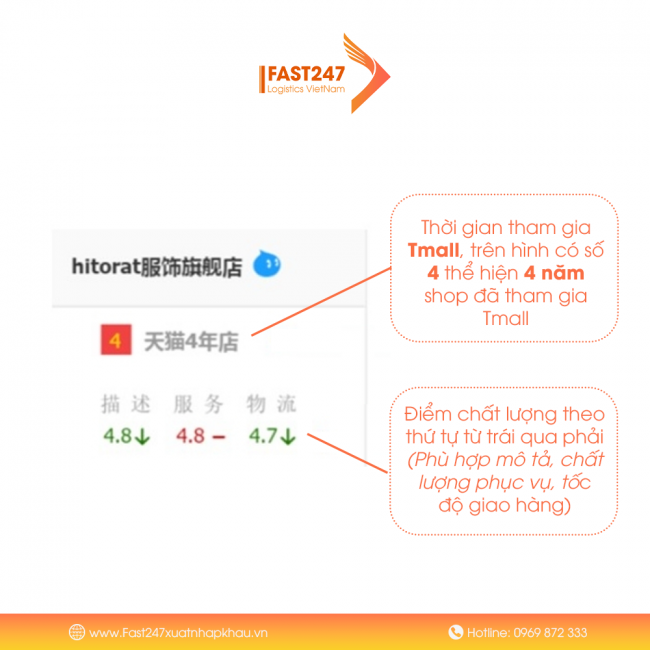 FAST247
Logistics VietNam
hitorat服饰旗舰店
4 天猫4年店
描述 服务 物流
4.8↓ 4.8 – 4.7↓
Thời gian tham gia
Tmall, trên hình có số
4 thể hiện 4 năm
shop đã tham gia
Tmall
Điểm chất lượng theo
thứ tự từ trái qua phải
(Phù hợp mô tả, chất
lượng phục vụ, tốc
độ giao hàng)
www.Fast247xuatnhapkhau.vn
Hotline: 0969 872 333